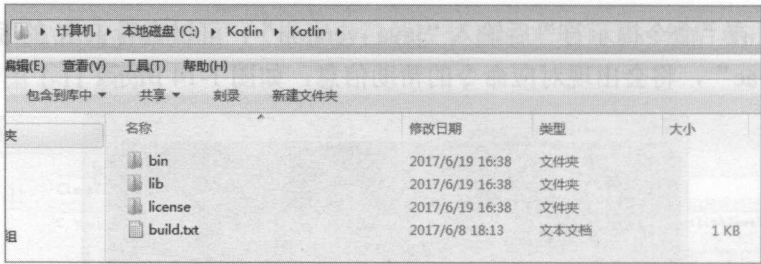 计算机 ▸ 本地磁盘 (C:) ▸ Kotlin ▸ Kotlin ▸
编辑(E) 查看(V) 工具(T) 帮助(H)
包含到库中 ▾ 共享 ▾ 刻录 新建文件夹
名称 修改日期 类型 大小
夹
bin 2017/6/19 16:38 文件夹
lib 2017/6/19 16:38 文件夹
license 2017/6/19 16:38 文件夹
build.txt 2017/6/8 18:13 文本文档 1 KB
组